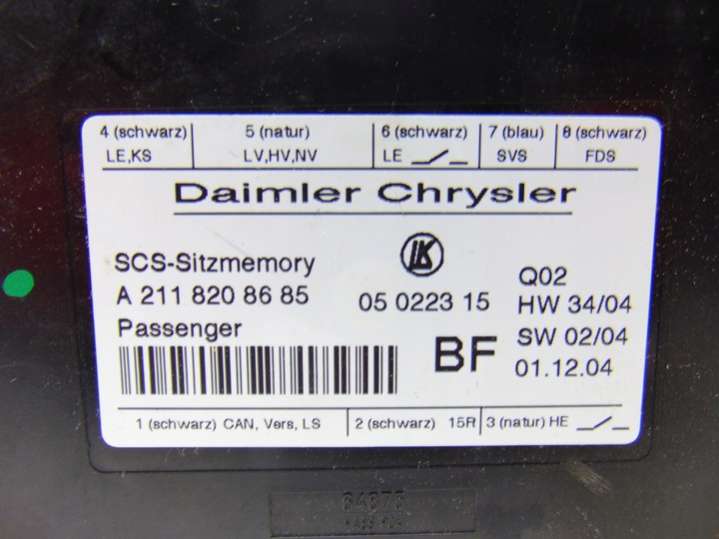 4 (schwarz) 5 (natur) 6 (schwarz) 7 (blau) 8 (schwarz)
LE,KS LV,HV,NV LE SVS FDS
Daimler Chrysler
SCS-Sitzmemory
A 211 820 86 85 05 0223 15
Passenger
BF
Q02
HW 34/04
SW 02/04
01.12.04
1 (schwarz) CAN, Vers, LS 2 (schwarz) 15R 3 (natur) HE